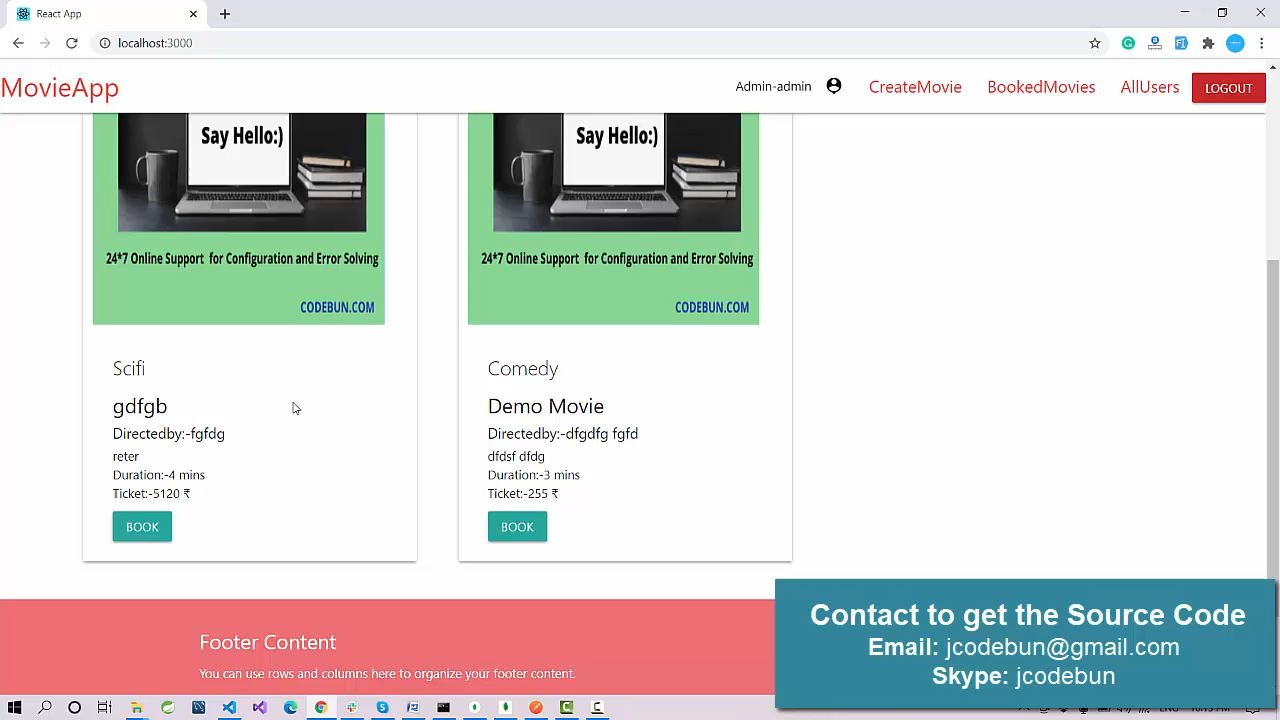 React App
localhost:3000
MovieApp
Admin-admin
CreateMovie
BookedMovies
AllUsers
LOGOUT
Say Hello:)
24*7 Online Support for Configuration and Error Solving
CODEBUN.COM
Scifi
gdfgb
Directedby:-fgfdg
reter
Duration:-4 mins
Ticket:-5120 ₹
BOOK
Say Hello:)
24*7 Online Support for Configuration and Error Solving
CODEBUN.COM
Comedy
Demo Movie
Directedby:-dfgdfg fgfd
dfdsf dfdg
Duration:-3 mins
Ticket:-255 ₹
BOOK
Footer Content
You can use rows and columns here to organize your footer content.
Contact to get the Source Code
Email: jcodebun@gmail.com
Skype: jcodebun